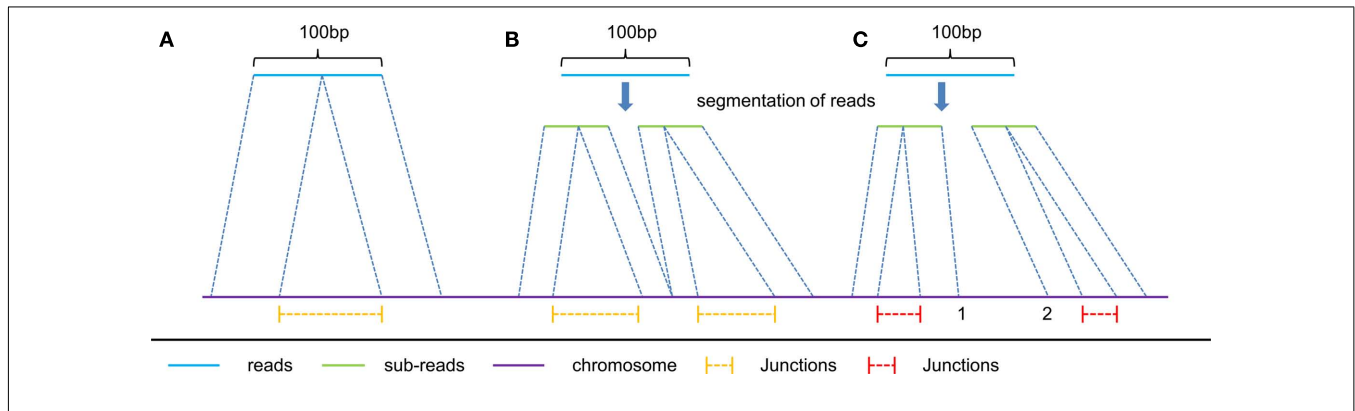 A
100bp
B
100bp
C
100bp
segmentation of reads
1
2
reads
sub-reads
chromosome
Junctions
Junctions